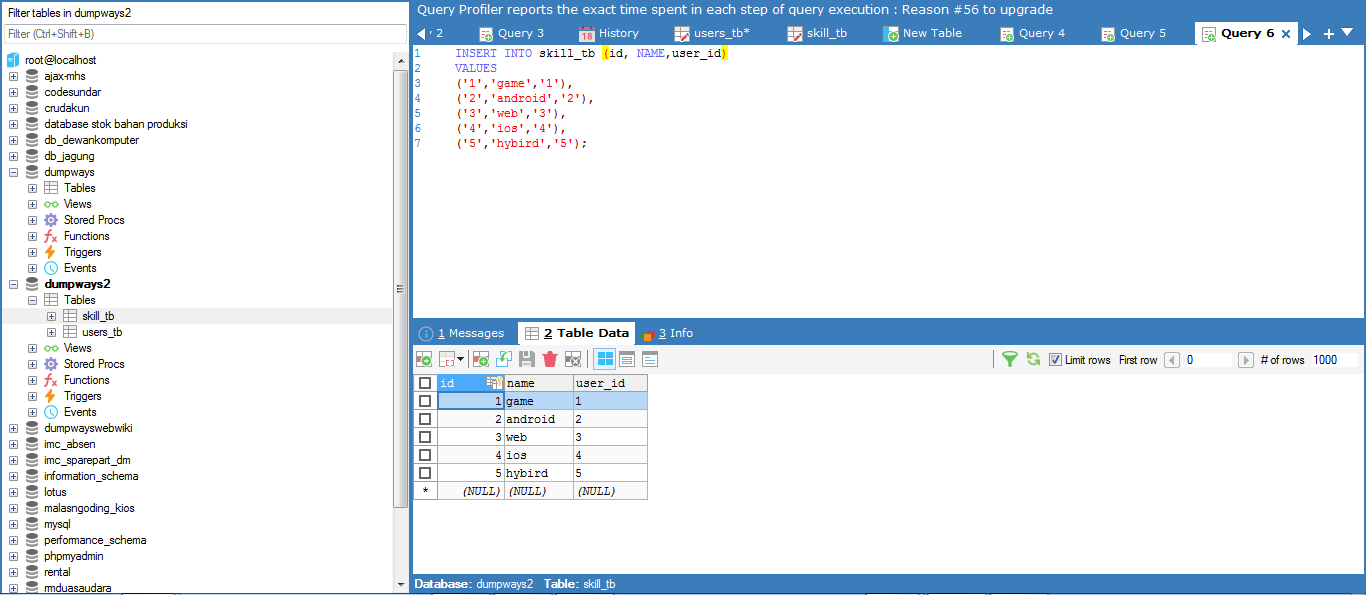 Filter tables in dumpways2
Filter (Ctrl+Shift+B)
root@localhost
ajax-mhs
codesundar
crudakun
database stok bahan produksi
db_dewankomputer
db_jagung
dumpways
Tables
Views
Stored Procs
Functions
Triggers
Events
dumpways2
Tables
skill_tb
users_tb
Views
Stored Procs
Functions
Triggers
Events
dumpwayswebwiki
imc_absen
imc_sparepart_dm
information_schema
lotus
malasngoding_kios
mysql
performance_schema
phpmyadmin
rental
rmduasaudara
Query Profiler reports the exact time spent in each step of query execution : Reason #56 to upgrade
2 Query 3 18 History users_tb* skill_tb New Table Query 4 Query 5 Query 6
1 INSERT INTO skill_tb (id, NAME,user_id)
2 VALUES
3 ('1','game','1'),
4 ('2','android','2'),
5 ('3','web','3'),
6 ('4','ios','4'),
7 ('5','hybird','5');
1 Messages 2 Table Data 3 Info
Limit rows First row 0 # of rows 1000
id name user_id
1 game 1
2 android 2
3 web 3
4 ios 4
5 hybird 5
* (NULL) (NULL) (NULL)
Database: dumpways2 Table: skill_tb